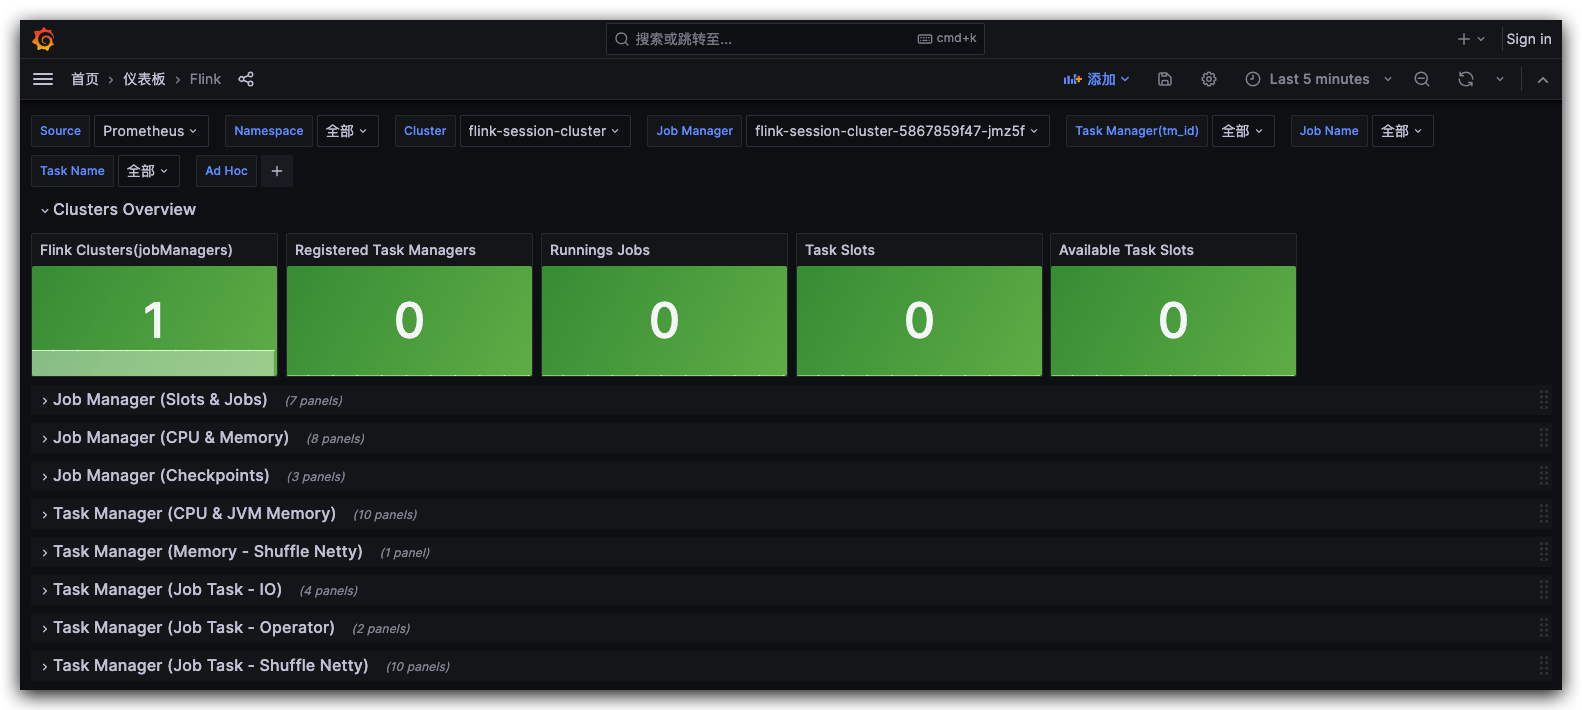 搜索或跳转至...
cmd+k
Sign in
首页 › 仪表板 › Flink
添加
Last 5 minutes
Source Prometheus Namespace 全部 Cluster flink-session-cluster Job Manager flink-session-cluster-5867859f47-jmz5f Task Manager(tm_id) 全部 Job Name 全部
Task Name 全部 Ad Hoc +
Clusters Overview
Flink Clusters(jobManagers)
1
Registered Task Managers
0
Runnings Jobs
0
Task Slots
0
Available Task Slots
0
Job Manager (Slots & Jobs) (7 panels)
Job Manager (CPU & Memory) (8 panels)
Job Manager (Checkpoints) (3 panels)
Task Manager (CPU & JVM Memory) (10 panels)
Task Manager (Memory - Shuffle Netty) (1 panel)
Task Manager (Job Task - IO) (4 panels)
Task Manager (Job Task - Operator) (2 panels)
Task Manager (Job Task - Shuffle Netty) (10 panels)